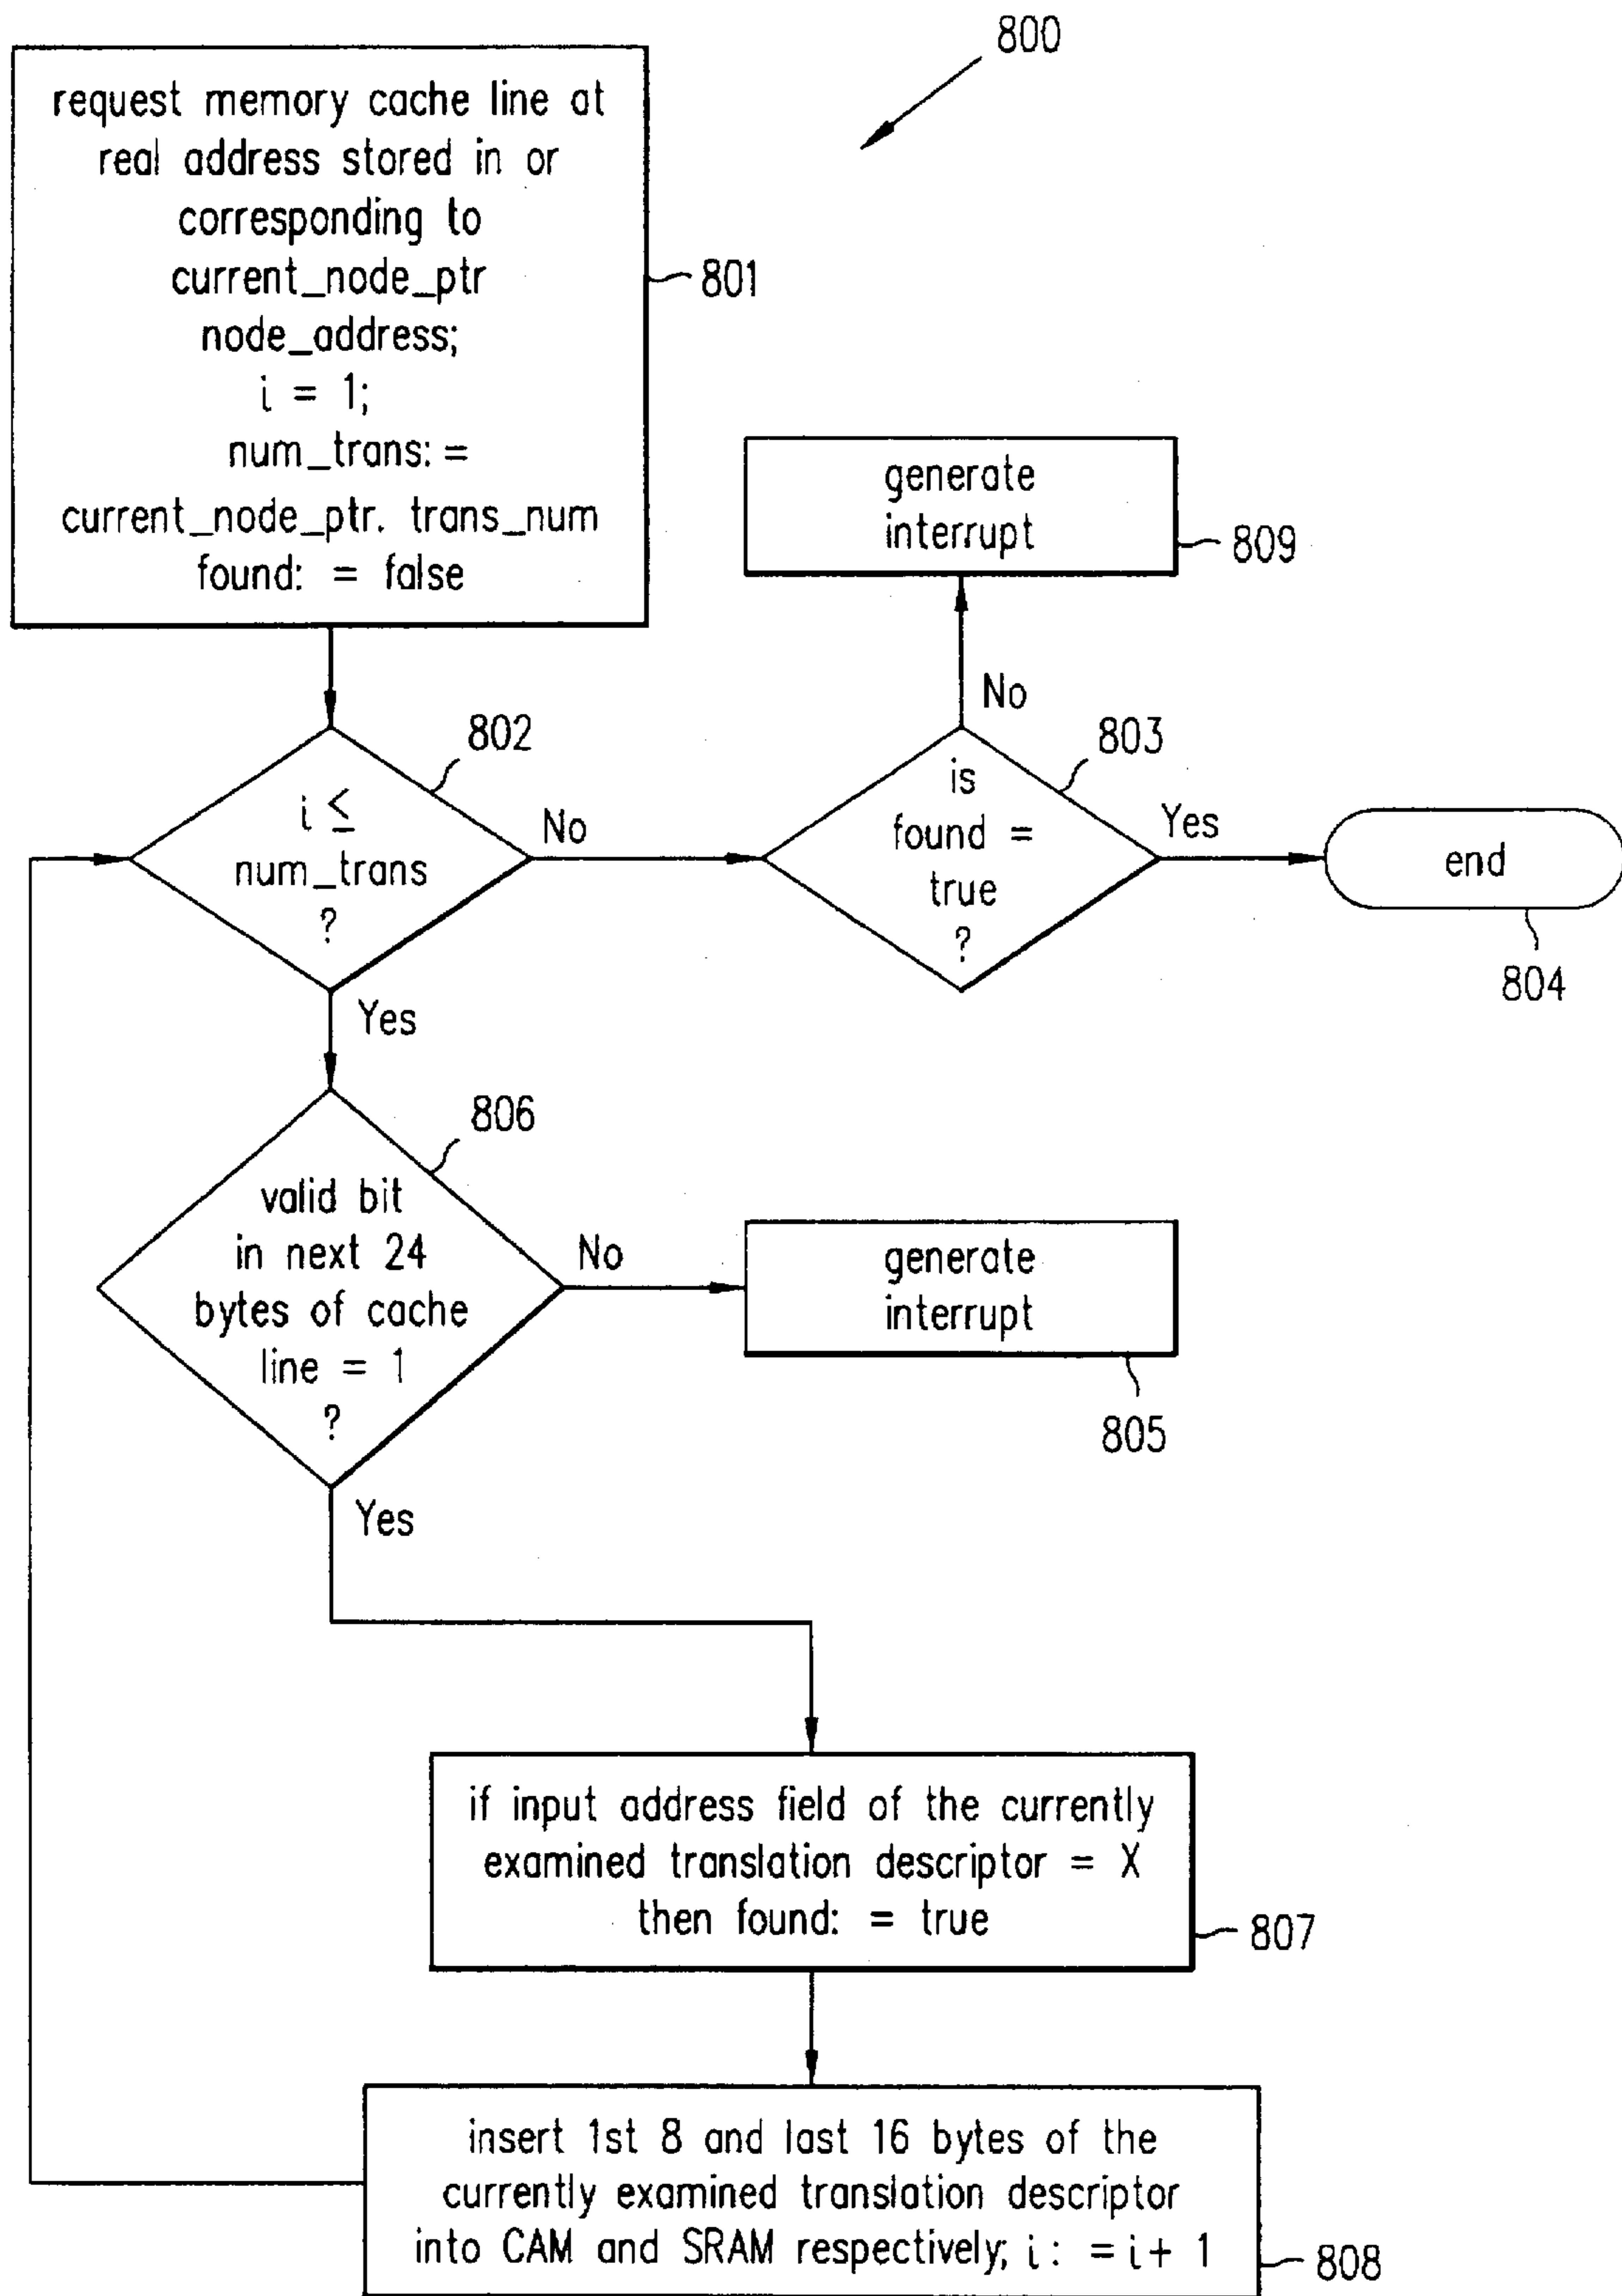 800
request memory cache line at
real address stored in or
corresponding to
current_node_ptr
node_address;
i = 1;
num_trans: =
current_node_ptr. trans_num
found: = false
801
generate
interrupt
809
No
802
i ≤
num_trans
?
No
803
is
found =
true
?
Yes
end
804
Yes
806
valid bit
in next 24
bytes of cache
line = 1
?
No
generate
interrupt
805
Yes
if input address field of the currently
examined translation descriptor = X
then found: = true
807
insert 1st 8 and last 16 bytes of the
currently examined translation descriptor
into CAM and SRAM respectively; i : = i + 1
808